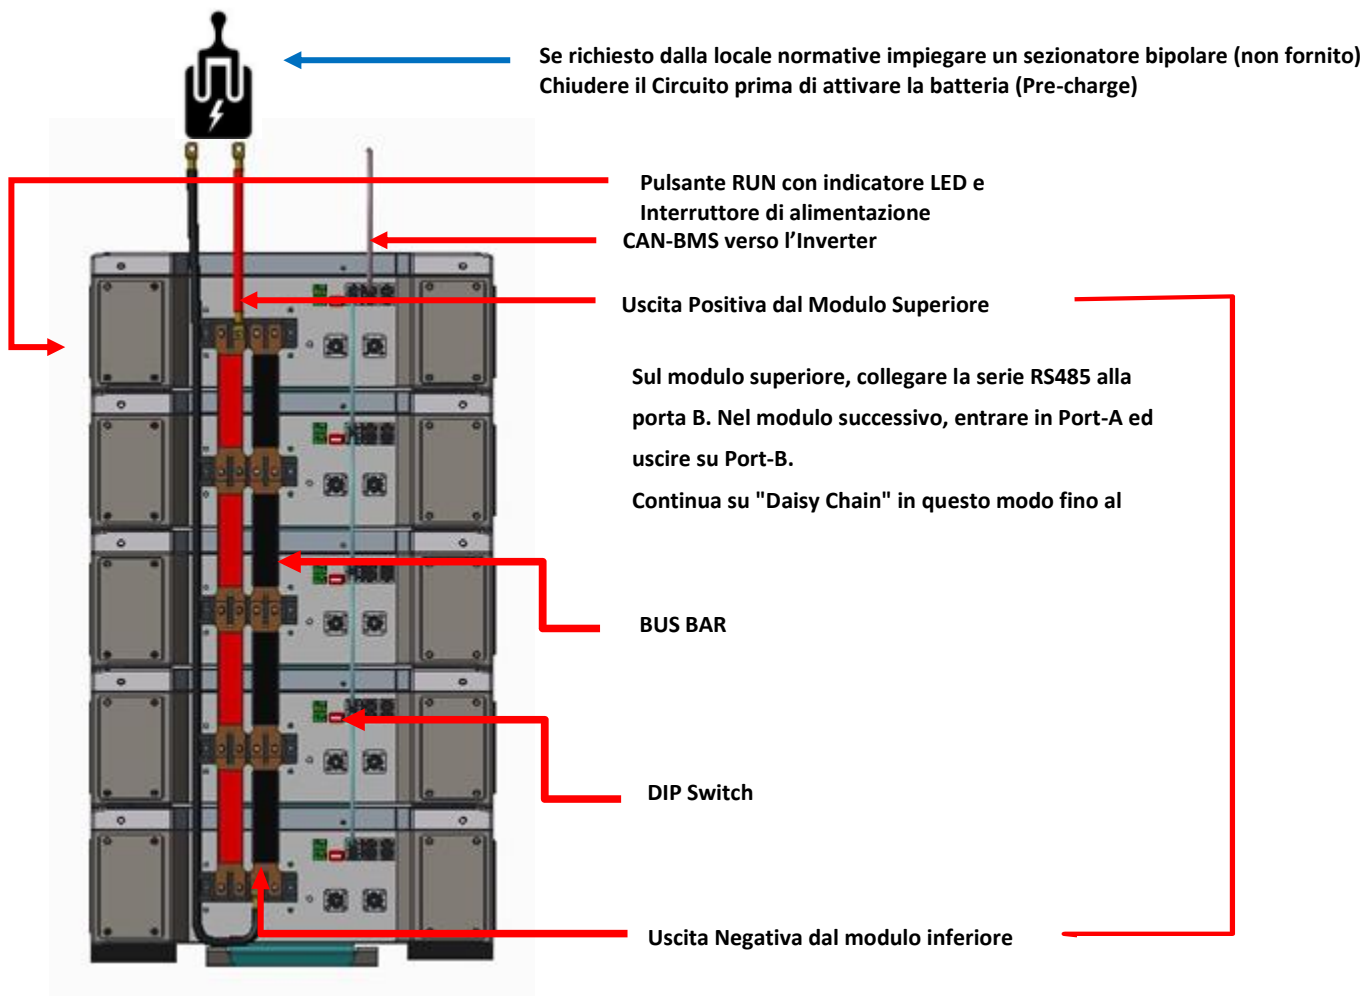 Se richiesto dalla locale normative impiegare un sezionatore bipolare (non fornito)
Chiudere il Circuito prima di attivare la batteria (Pre-charge)
Pulsante RUN con indicatore LED e
Interruttore di alimentazione
CAN-BMS verso l’Inverter
Uscita Positiva dal Modulo Superiore
Sul modulo superiore, collegare la serie RS485 alla
porta B. Nel modulo successivo, entrare in Port-A ed
uscire su Port-B.
Continua su "Daisy Chain" in questo modo fino al
BUS BAR
DIP Switch
Uscita Negativa dal modulo inferiore